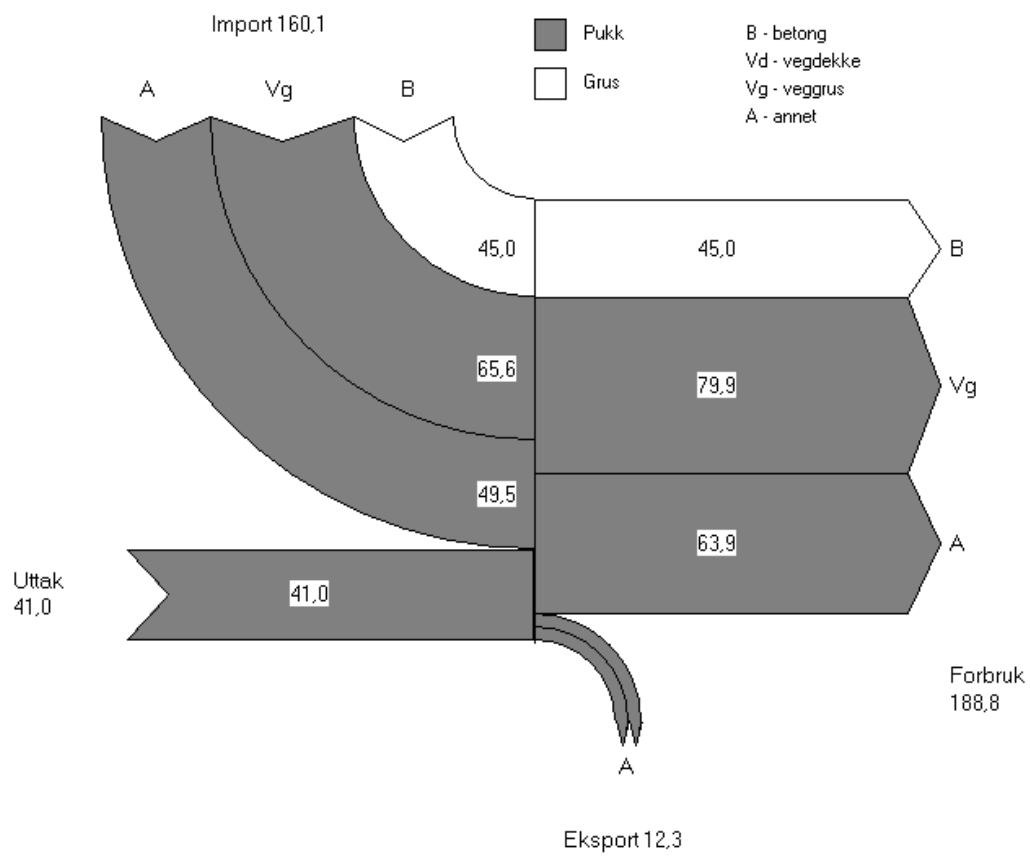 Import 160,1
Pukk
Grus
B - betong
Vd - vegdekke
Vg - veggrus
A - annet
A
Vg
B
45,0
45,0
B
65,6
79,9
Vg
49,5
63,9
A
Uttak
41,0
41,0
Forbruk
188,8
A
Eksport 12,3